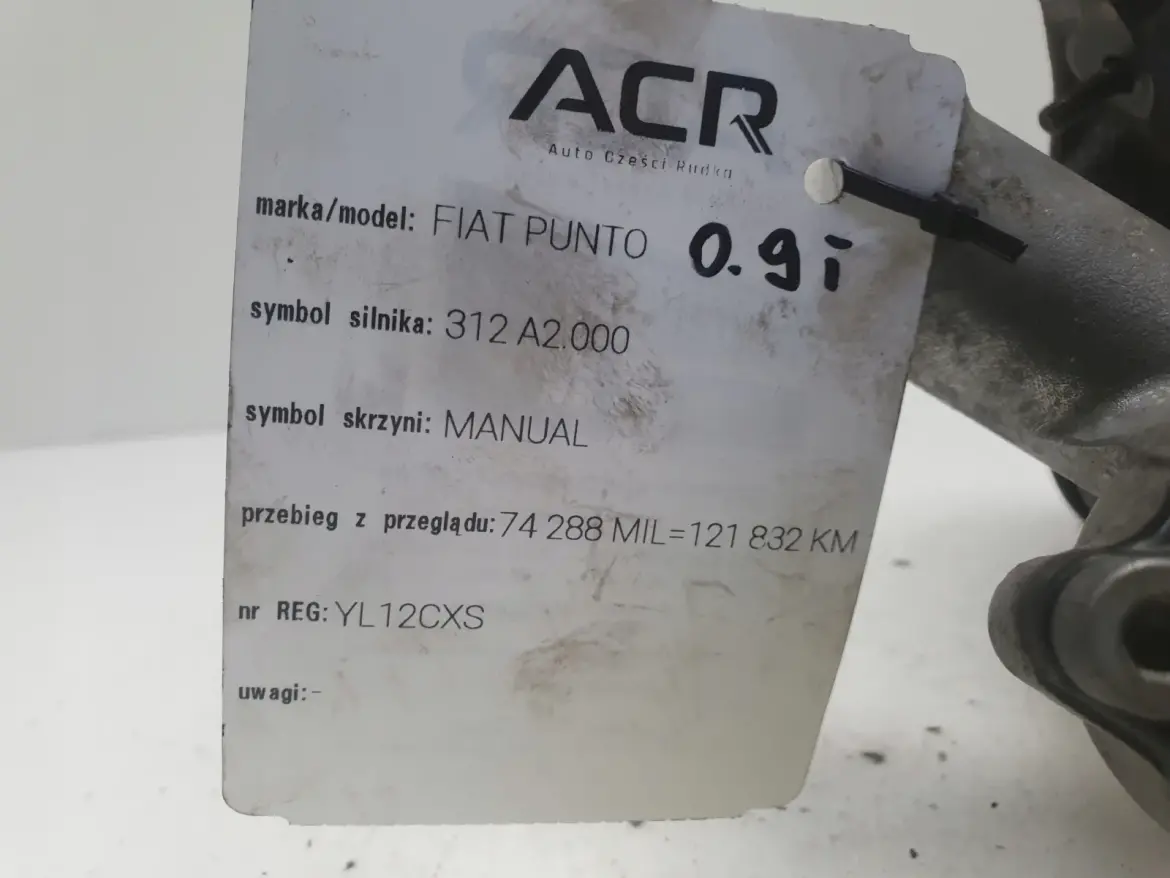 ACR
Auto Części Rudka
marka/model: FIAT PUNTO 0.9i
symbol silnika: 312 A2.000
symbol skrzyni: MANUAL
przebieg z przeglądu: 74 288 MIL=121 832 KM
nr REG: YL12CXS
uwagi:-